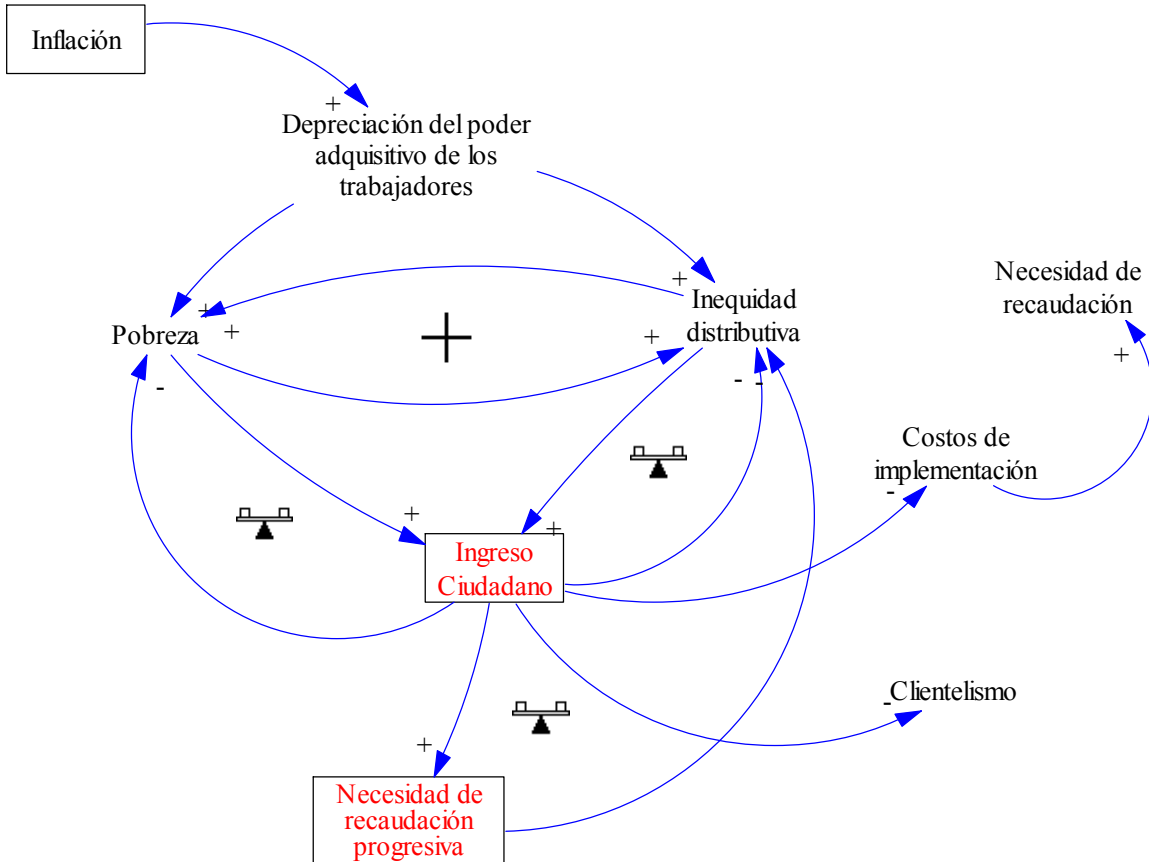 Inflación
+
Depreciación del poder
adquisitivo de los
trabajadores
Necesidad de
recaudación
+
+
Inequidad
distributiva
+
+
+
+
Pobreza
-
-
-
Costos de
implementación
-
+
+
Ingreso
Ciudadano
-
Clientelismo
+
Necesidad de
recaudación
progresiva